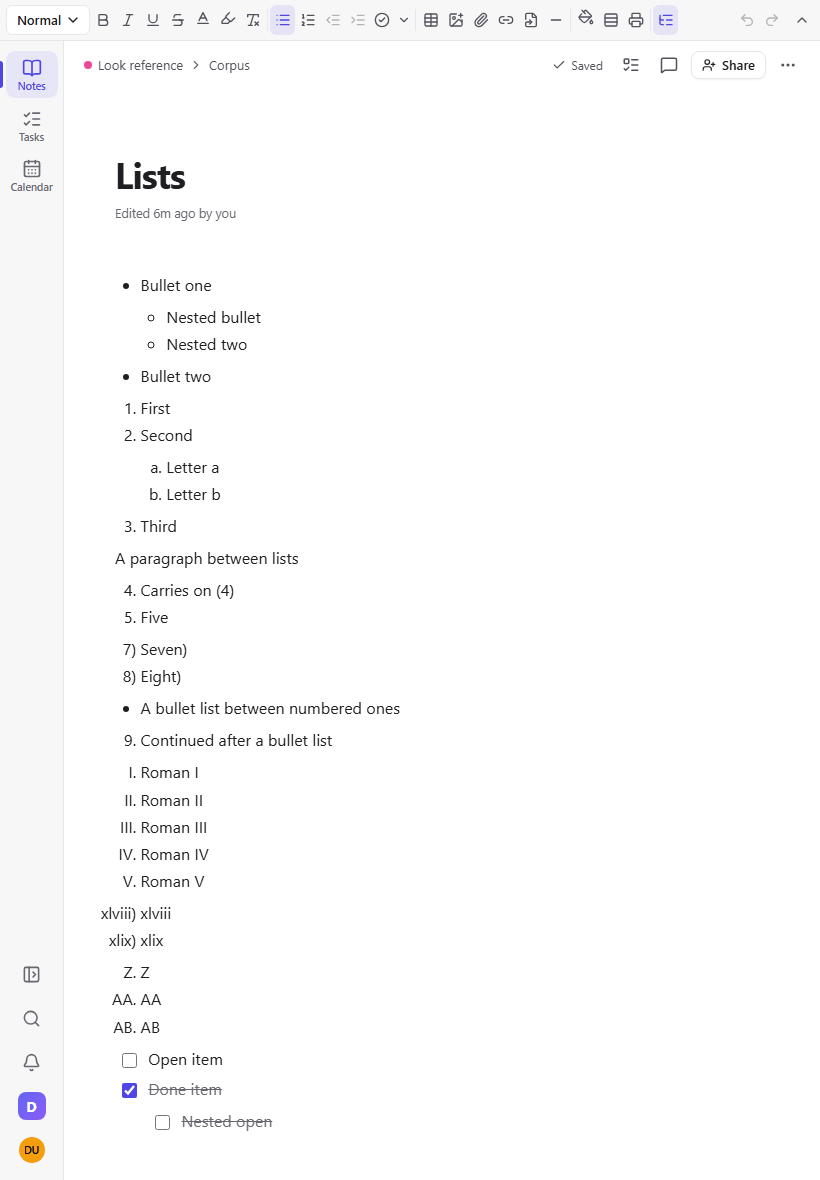 Normal
Notes
Tasks
Calendar
Look reference > Corpus
Saved
Share
Lists
Edited 6m ago by you
• Bullet one
◦ Nested bullet
◦ Nested two
• Bullet two
1. First
2. Second
a. Letter a
b. Letter b
3. Third
A paragraph between lists
4. Carries on (4)
5. Five
7) Seven)
8) Eight)
• A bullet list between numbered ones
9. Continued after a bullet list
I. Roman I
II. Roman II
III. Roman III
IV. Roman IV
V. Roman V
xlviii) xlviii
xlix) xlix
Z. Z
AA. AA
AB. AB
Open item
Done item
Nested open
D
DU